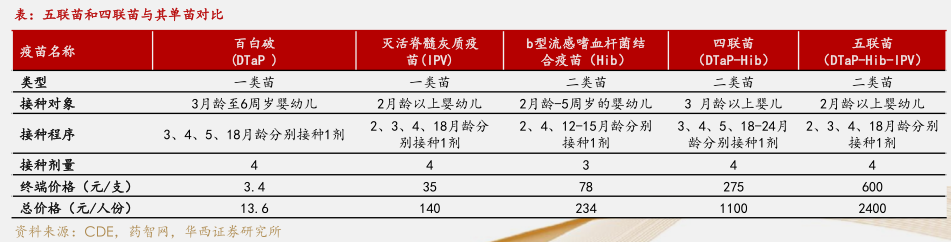 表：五联苗和四联苗与其单苗对比
疫苗名称 百白破（DTaP ） 灭活脊髓灰质疫苗(IPV) b型流感嗜血杆菌结合疫苗（Hib） 四联苗（DTaP-Hib） 五联苗（DTaP-Hib-IPV）
类型 一类苗 一类苗 二类苗 二类苗 二类苗
接种对象 3月龄至6周岁婴幼儿 2月龄以上婴幼儿 2月龄-5周岁的婴幼儿 3 月龄以上婴幼儿 2月龄以上婴幼儿
接种程序 3、4、5、18月龄分别接种1剂 2、3、4、18月龄分别接种1剂 2、4、12-15月龄分别接种1剂 3、4、5、18-24月龄分别接种1剂 2、3、4、18月龄分别接种1剂
接种剂量 4 4 3 4 4
终端价格（元/支） 3.4 35 78 275 600
总价格（元/人份） 13.6 140 234 1100 2400
资料来源：CDE，药智网，华西证券研究所